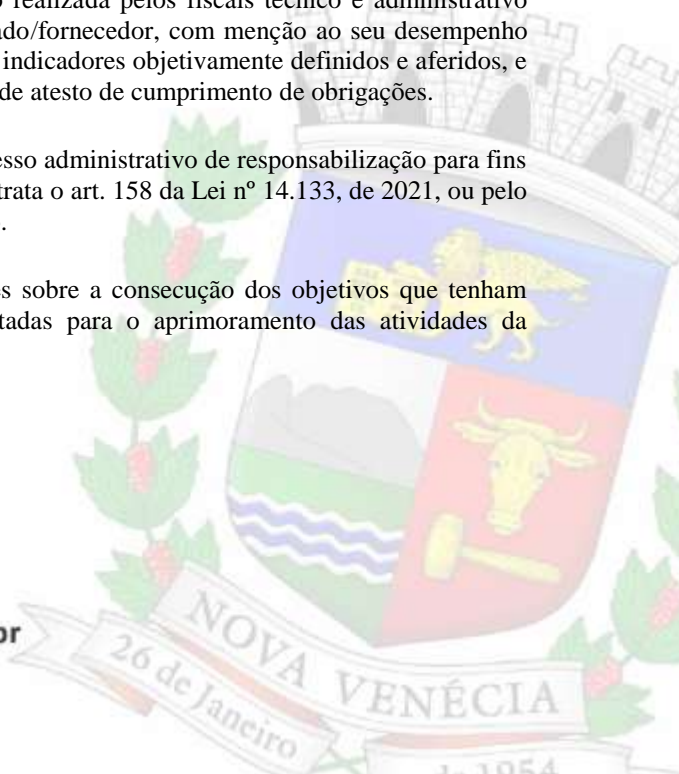 realizada pelos fiscais técnico e administrativo
ado/fornecedor, com menção ao seu desempenho
indicadores objetivamente definidos e aferidos, e
de atesto de cumprimento de obrigações.
esso administrativo de responsabilização para fins
trata o art. 158 da Lei nº 14.133, de 2021, ou pelo
.
s sobre a consecução dos objetivos que tenham
tadas para o aprimoramento das atividades da
or
NOVA VENÉCIA
26 de Janeiro
de 1954